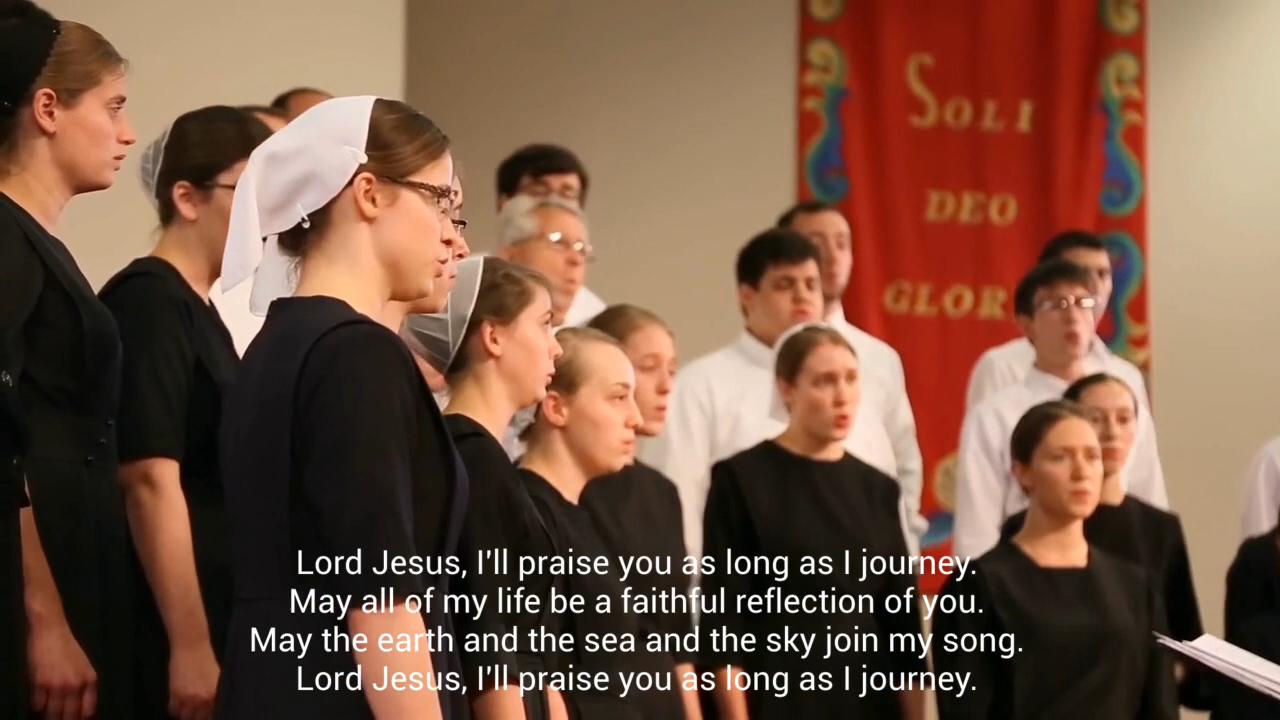 SOLI
DEO
GLOR
Lord Jesus, I'll praise you as long as I journey.
May all of my life be a faithful reflection of you.
May the earth and the sea and the sky join my song.
Lord Jesus, I'll praise you as long as I journey.